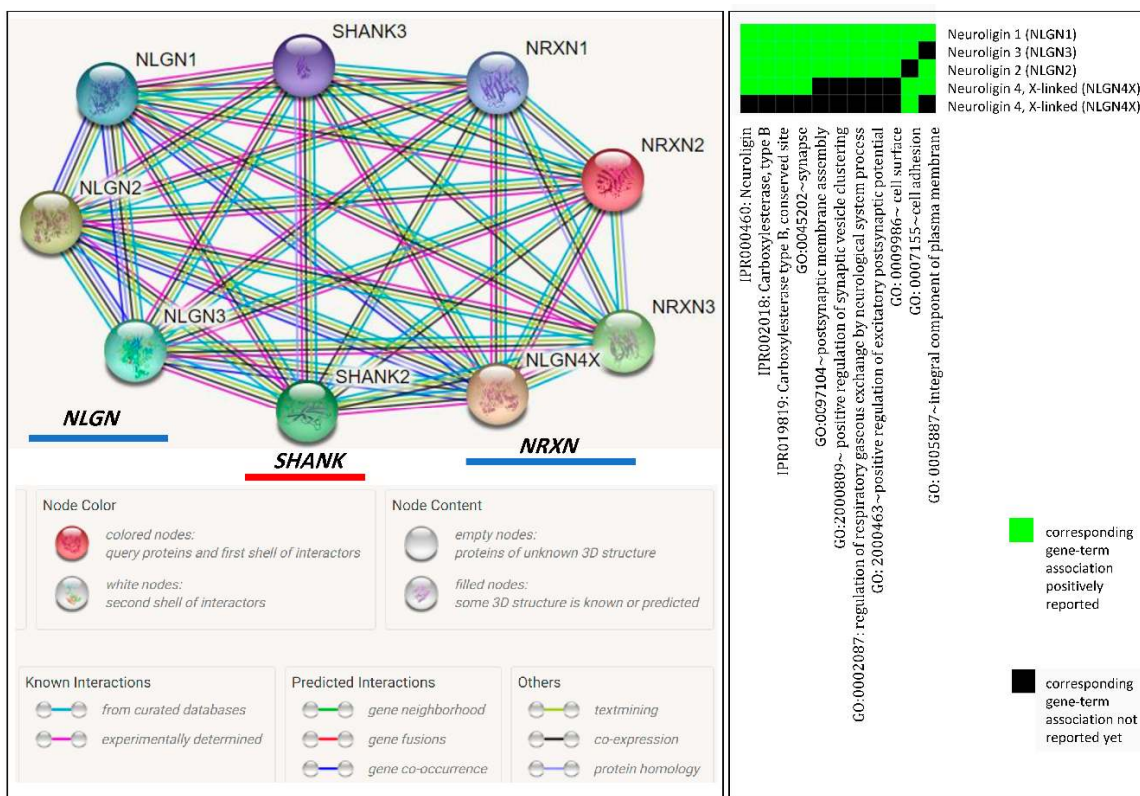 SHANK3
NLGN1
NRXN1
NRXN2
NLGN2
NRXN3
NLGN3
NLGN4X
SHANK2
NLGN
NRXN
SHANK
Node Color
colored nodes:
query proteins and first shell of interactors
white nodes:
second shell of interactors
Node Content
empty nodes:
proteins of unknown 3D structure
filled nodes:
some 3D structure is known or predicted
Known Interactions
from curated databases
experimentally determined
Predicted Interactions
gene neighborhood
gene fusions
gene co-occurrence
Others
textmining
co-expression
protein homology
Neuroligin 1 (NLGN1)
Neuroligin 3 (NLGN3)
Neuroligin 2 (NLGN2)
Neuroligin 4, X-linked (NLGN4X)
Neuroligin 4, X-linked (NLGN4X)
IPR000460: Neuroligin
IPR002018: Carboxylesterase, type B
IPR019819: Carboxylesterase type B, conserved site
GO:0045202~synapse
GO:0097104~postsynaptic membrane assembly
GO:2000809~ positive regulation of synaptic vesicle clustering
GO:0002087: regulation of respiratory gaseous exchange by neurological system process
GO: 2000463~positive regulation of excitatory postsynaptic potential
GO: 0009986~ cell surface
GO: 0007155~cell adhesion
GO: 0005887~integral component of plasma membrane
corresponding
gene-term
association
positively
reported
corresponding
gene-term
association not
reported yet